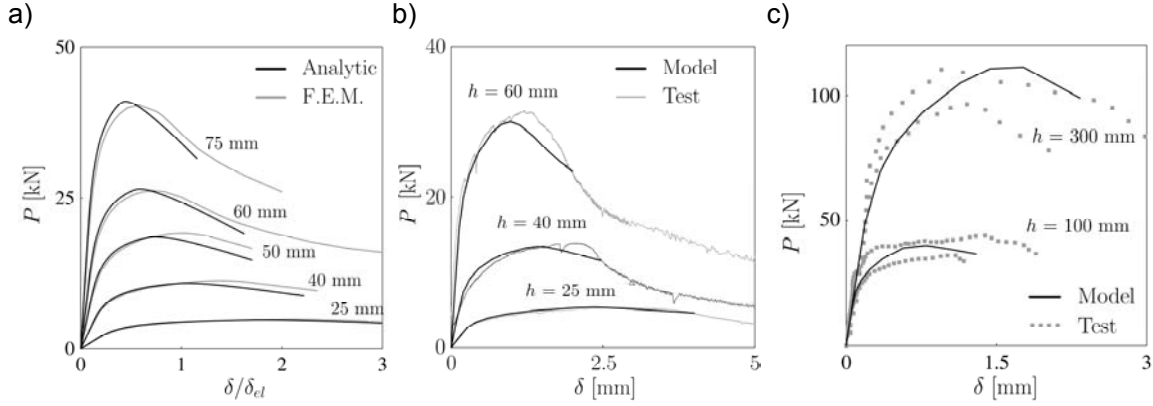 a)
50
25
0
P [kN]
Analytic
F.E.M.
75 mm
60 mm
50 mm
40 mm
25 mm
0
1
2
3
δ/δel
b)
40
20
0
P [kN]
Model
Test
h = 60 mm
h = 40 mm
h = 25 mm
0
2.5
5
δ [mm]
c)
100
50
P [kN]
h = 300 mm
h = 100 mm
Model
Test
0
1.5
3
δ [mm]